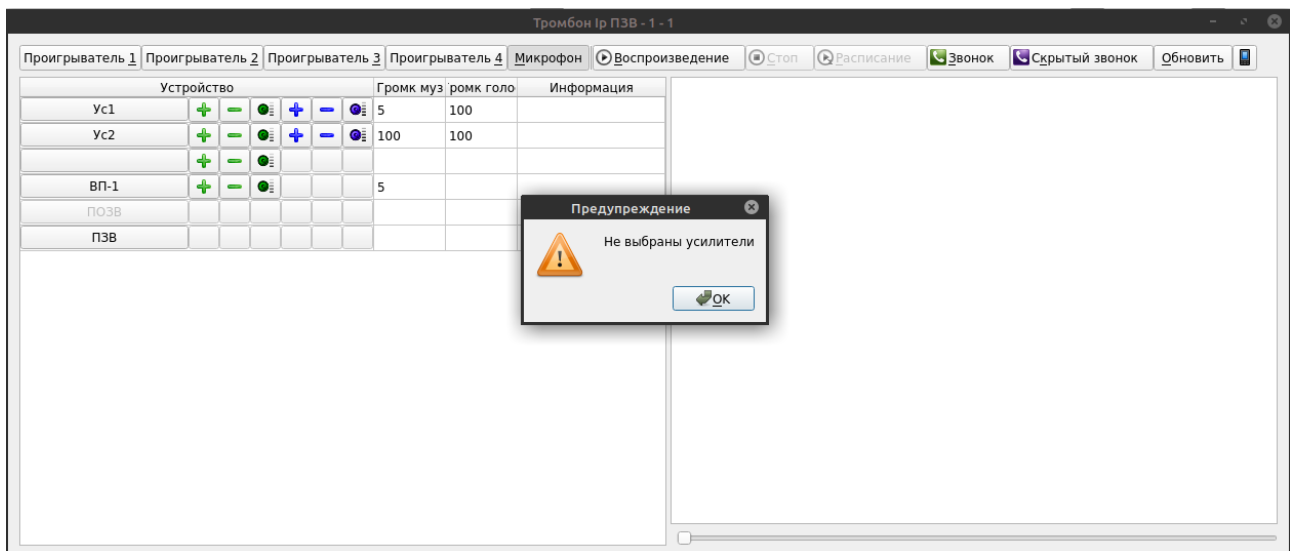 Тромбон Ip ПЗВ - 1 - 1
Проигрыватель 1 Проигрыватель 2 Проигрыватель 3 Проигрыватель 4 Микрофон Воспроизведение Стоп Расписание Звонок Скрытый звонок Обновить
Устройство Громк муз ромк голо Информация
Ус1 5 100
Ус2 100 100
ВП-1 5
ПОЗВ
ПЗВ
Предупреждение
Не выбраны усилители
ОК